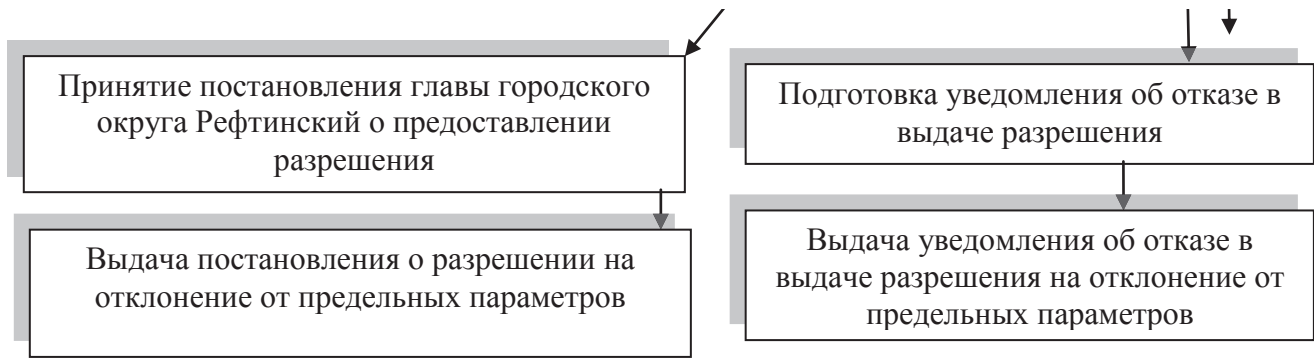 Принятие постановления главы городского
округа Рефтинский о предоставлении
разрешения
Выдача постановления о разрешении на
отклонение от предельных параметров
Подготовка уведомления об отказе в
выдаче разрешения
Выдача уведомления об отказе в
выдаче разрешения на отклонение от
предельных параметров